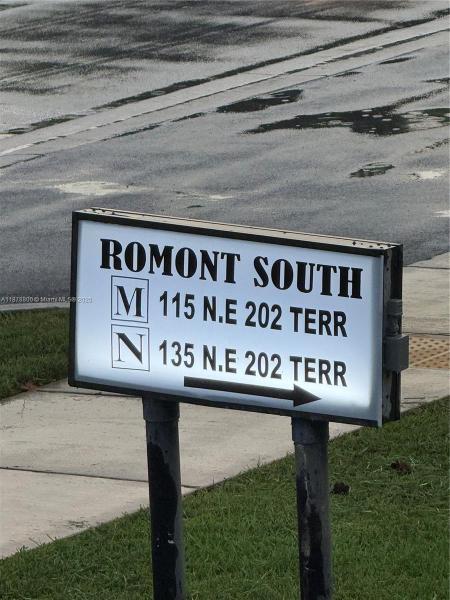 ROMONT SOUTH
M 115 N.E 202 TERR
N 135 N.E 202 TERR